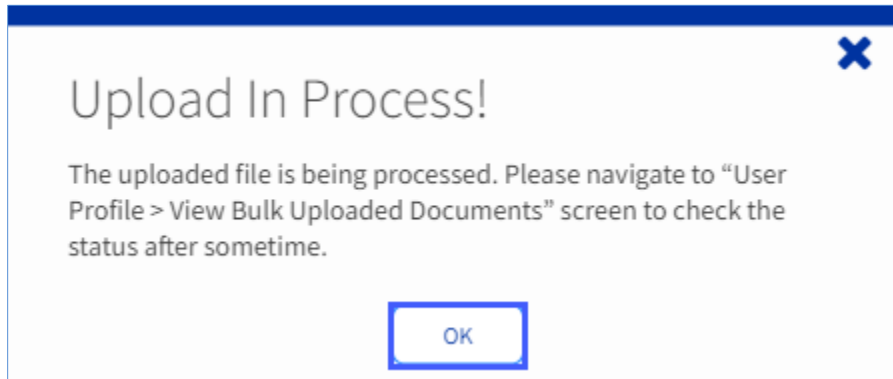 Upload In Process!
The uploaded file is being processed. Please navigate to “User
Profile > View Bulk Uploaded Documents” screen to check the
status after sometime.
OK